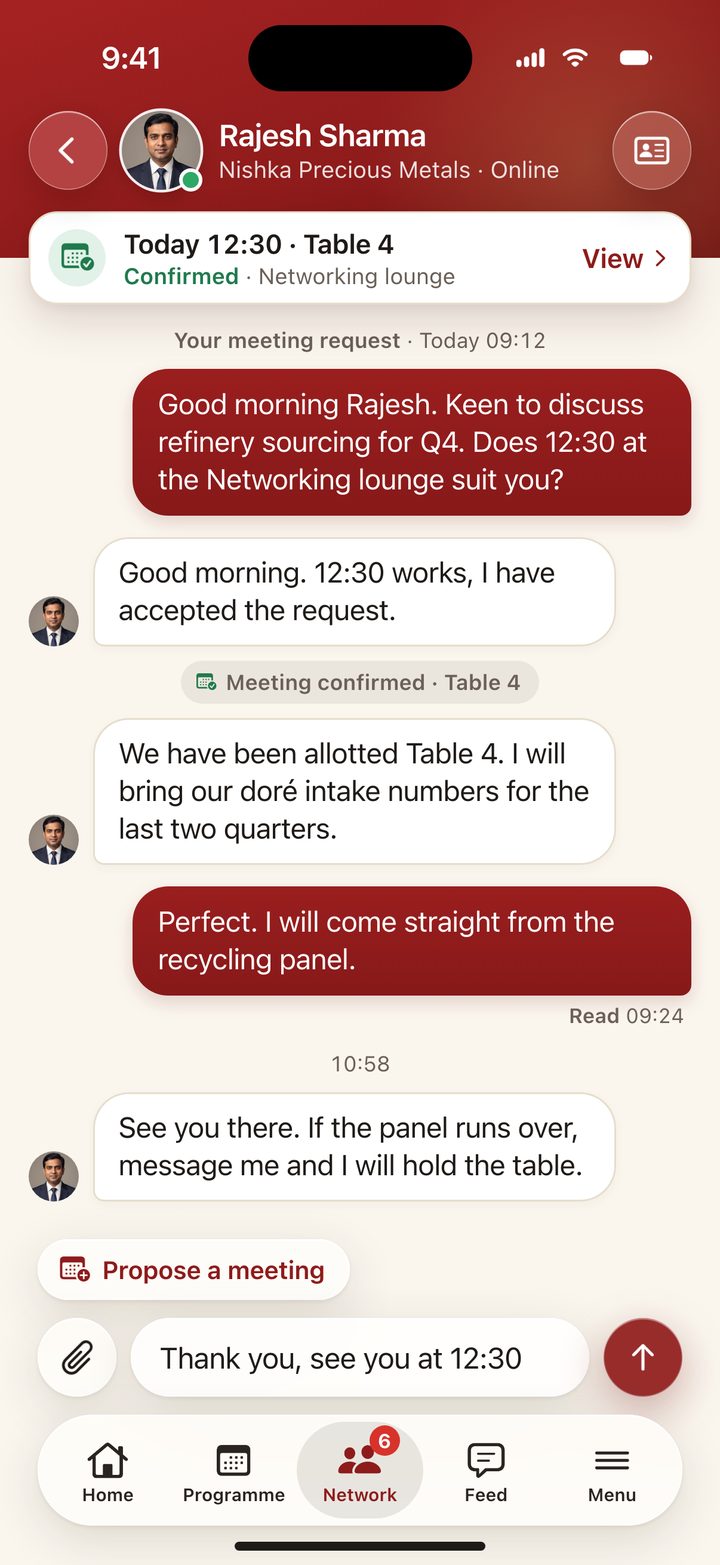 9:41
Rajesh Sharma
Nishka Precious Metals · Online
Today 12:30 · Table 4
Confirmed · Networking lounge
View
Your meeting request · Today 09:12
Good morning Rajesh. Keen to discuss
refinery sourcing for Q4. Does 12:30 at
the Networking lounge suit you?
Good morning. 12:30 works, I have
accepted the request.
Meeting confirmed · Table 4
We have been allotted Table 4. I will
bring our doré intake numbers for the
last two quarters.
Perfect. I will come straight from the
recycling panel.
Read 09:24
10:58
See you there. If the panel runs over,
message me and I will hold the table.
Propose a meeting
Thank you, see you at 12:30
6
Home
Programme
Network
Feed
Menu